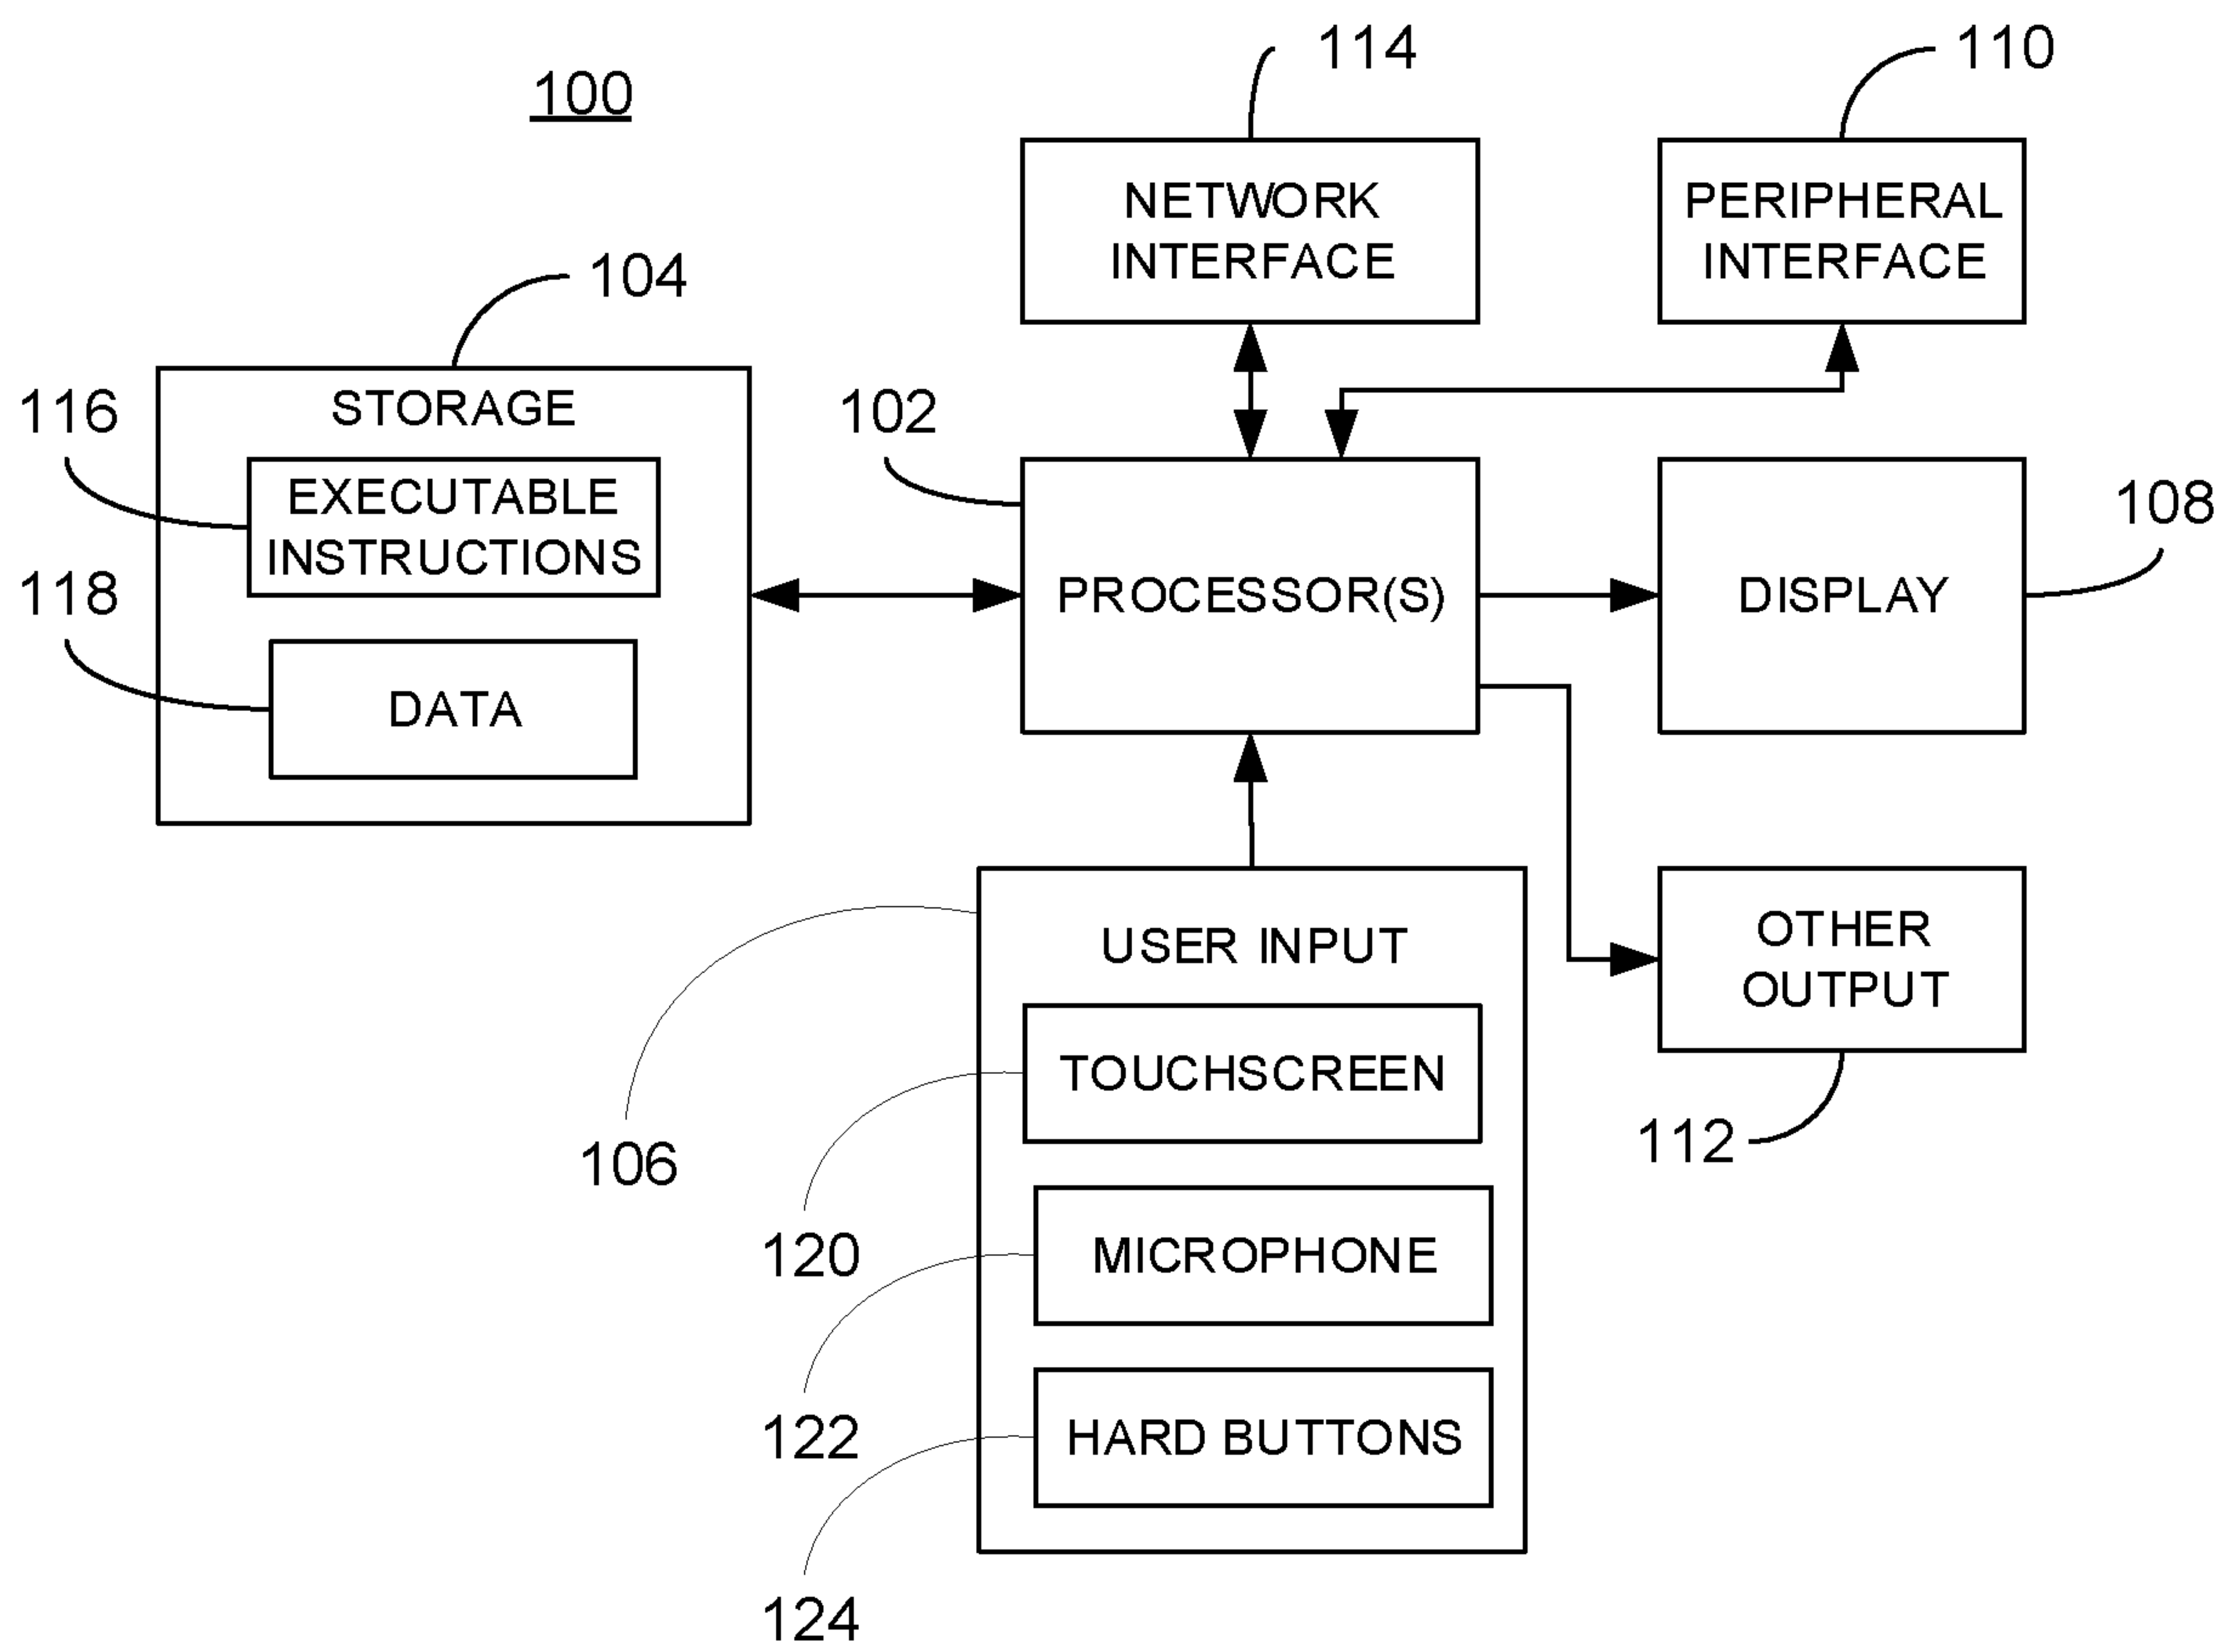 114
110
100
NETWORK
INTERFACE
PERIPHERAL
INTERFACE
104
116
STORAGE
102
EXECUTABLE
INSTRUCTIONS
108
118
PROCESSOR(S)
DISPLAY
DATA
USER INPUT
OTHER
OUTPUT
TOUCHSCREEN
112
106
120
MICROPHONE
122
HARD BUTTONS
124